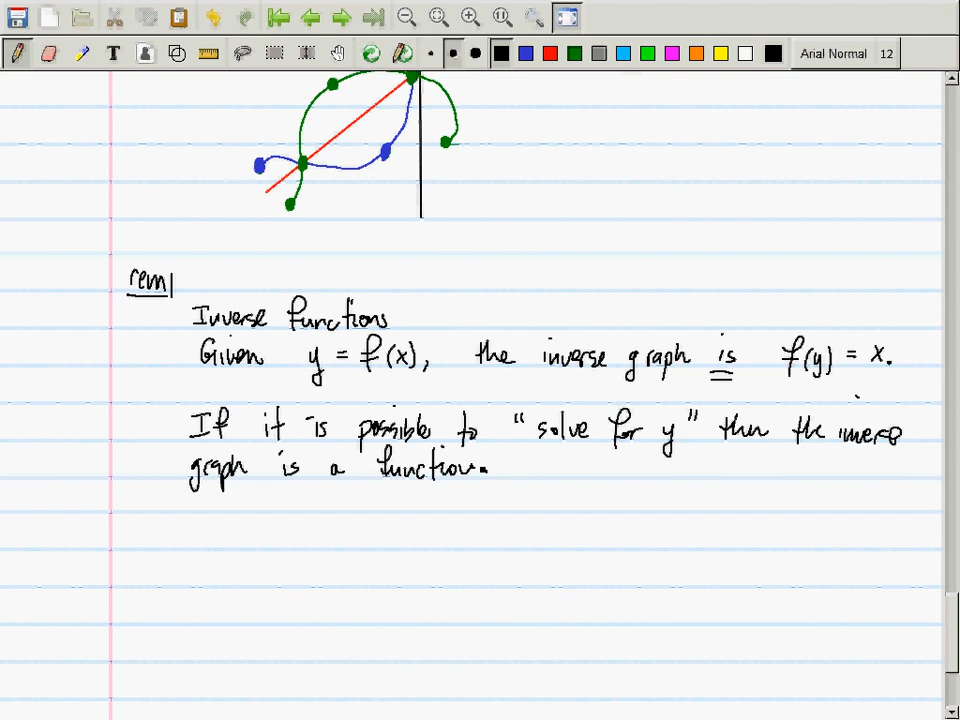 T
Arial Normal 12
rem
Inverse functions
Given y = f(x), the inverse graph is f(y) = x.
If it is possible to "solve for y" then the inverse
graph is a function.